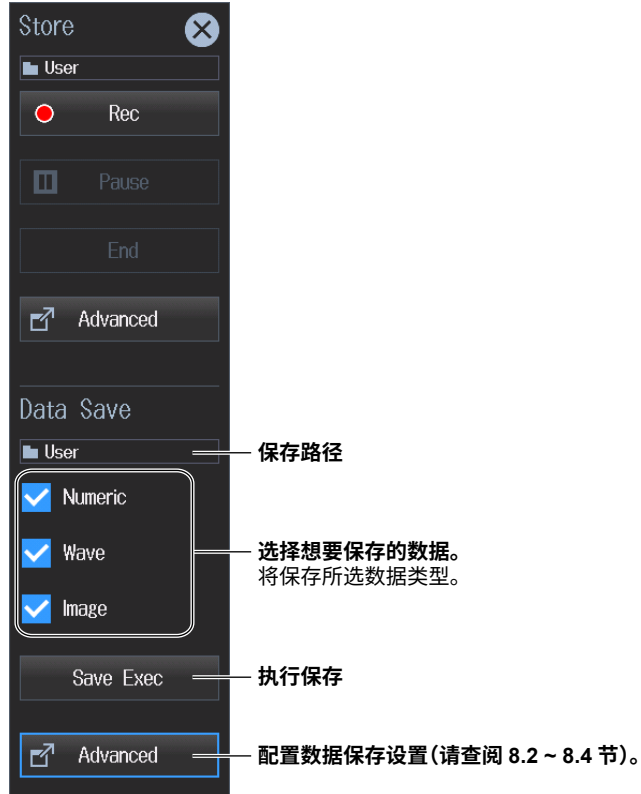 Store
User
Rec
Pause
End
Advanced
Data Save
User
保存路径
Numeric
Wave
选择想要保存的数据。
将保存所选数据类型。
Image
Save Exec
执行保存
Advanced
配置数据保存设置(请查阅 8.2 ~ 8.4 节)。